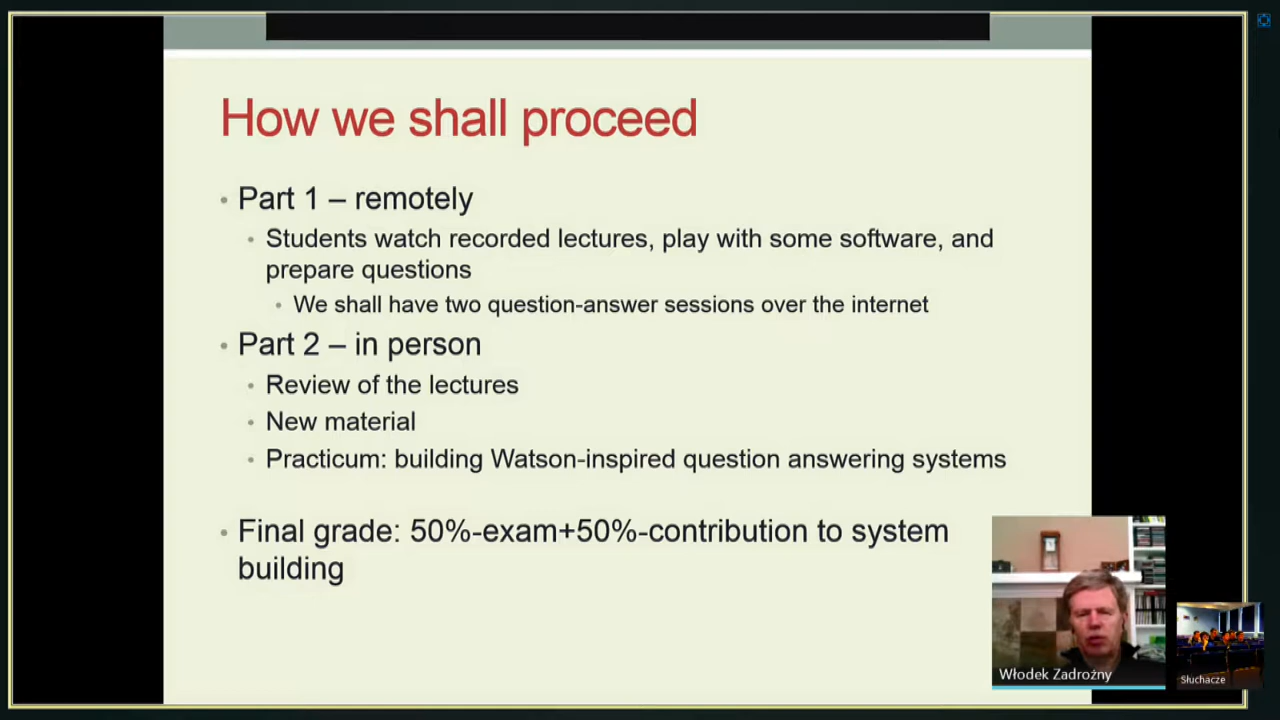 How we shall proceed
• Part 1 – remotely
• Students watch recorded lectures, play with some software, and
prepare questions
• We shall have two question-answer sessions over the internet
• Part 2 – in person
• Review of the lectures
• New material
• Practicum: building Watson-inspired question answering systems
• Final grade: 50%-exam+50%-contribution to system
building
Włodek Zadrożny
Słuchacze